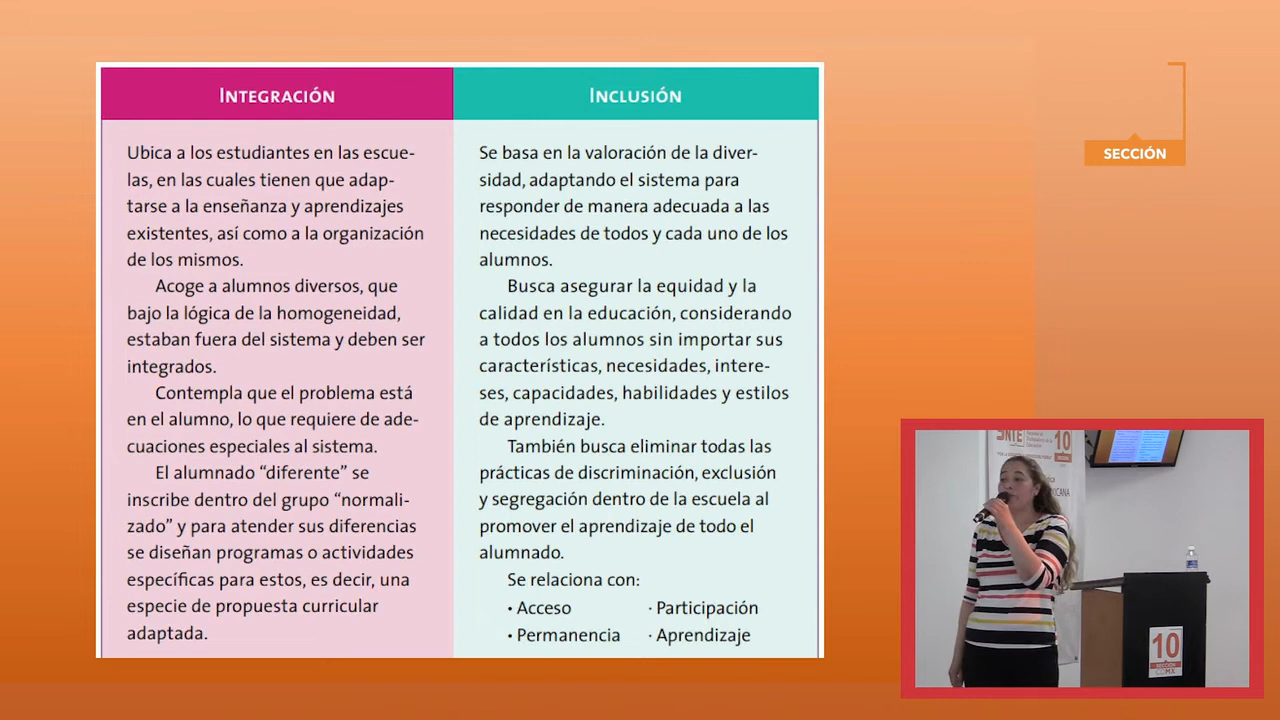 INTEGRACIÓN
Ubica a los estudiantes en las escue-
las, en las cuales tienen que adap-
tarse a la enseñanza y aprendizajes
existentes, así como a la organización
de los mismos.
Acoge a alumnos diversos, que
bajo la lógica de la homogeneidad,
estaban fuera del sistema y deben ser
integrados.
Contempla que el problema está
en el alumno, lo que requiere de ade-
cuaciones especiales al sistema.
El alumnado “diferente” se
inscribe dentro del grupo “normali-
zado” y para atender sus diferencias
se diseñan programas o actividades
específicas para estos, es decir, una
especie de propuesta curricular
adaptada.
INCLUSIÓN
Se basa en la valoración de la diver-
sidad, adaptando el sistema para
responder de manera adecuada a las
necesidades de todos y cada uno de los
alumnos.
Busca asegurar la equidad y la
calidad en la educación, considerando
a todos los alumnos sin importar sus
características, necesidades, intere-
ses, capacidades, habilidades y estilos
de aprendizaje.
También busca eliminar todas las
prácticas de discriminación, exclusión
y segregación dentro de la escuela al
promover el aprendizaje de todo el
alumnado.
Se relaciona con:
• Acceso · Participación
• Permanencia · Aprendizaje
SECCIÓN
SNTE
10
10
SECCIÓN
CDMX